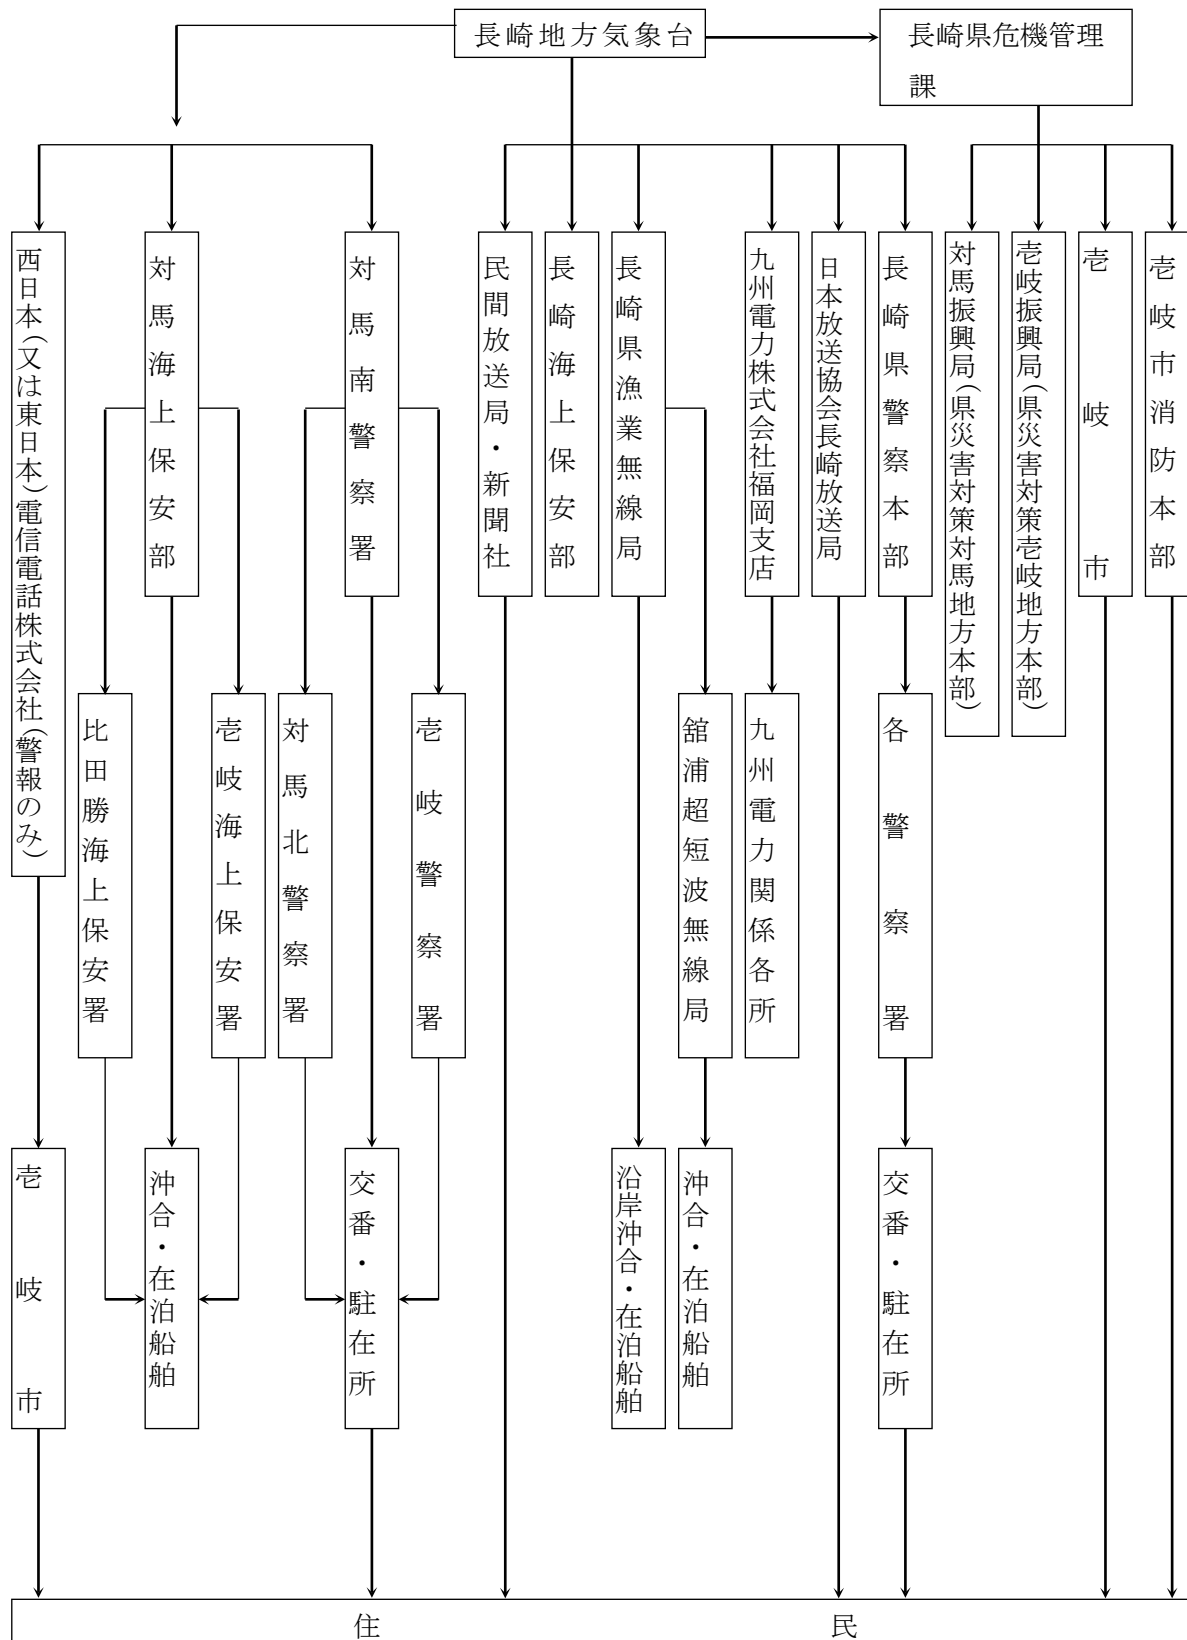 長崎地方気象台
長崎県危機管理
課
西日本（又は東日本）電信電話株式会社（警報のみ）
対馬海上保安部
対馬南警察署
民間放送局・新聞社
長崎海上保安部
長崎県漁業無線局
九州電力株式会社福岡支店
日本放送協会長崎放送局
長崎県警察本部
対馬振興局（県災害対策対馬地方本部）
壱岐振興局（県災害対策壱岐地方本部）
壱岐市
壱岐市消防本部
比田勝海上保安署
壱岐海上保安署
対馬北警察署
壱岐警察署
舘浦超短波無線局
九州電力関係各所
各警察署
壱岐市
沖合・在泊船舶
交番・駐在所
沿岸沖合・在泊船舶
沖合・在泊船舶
交番・駐在所
住民